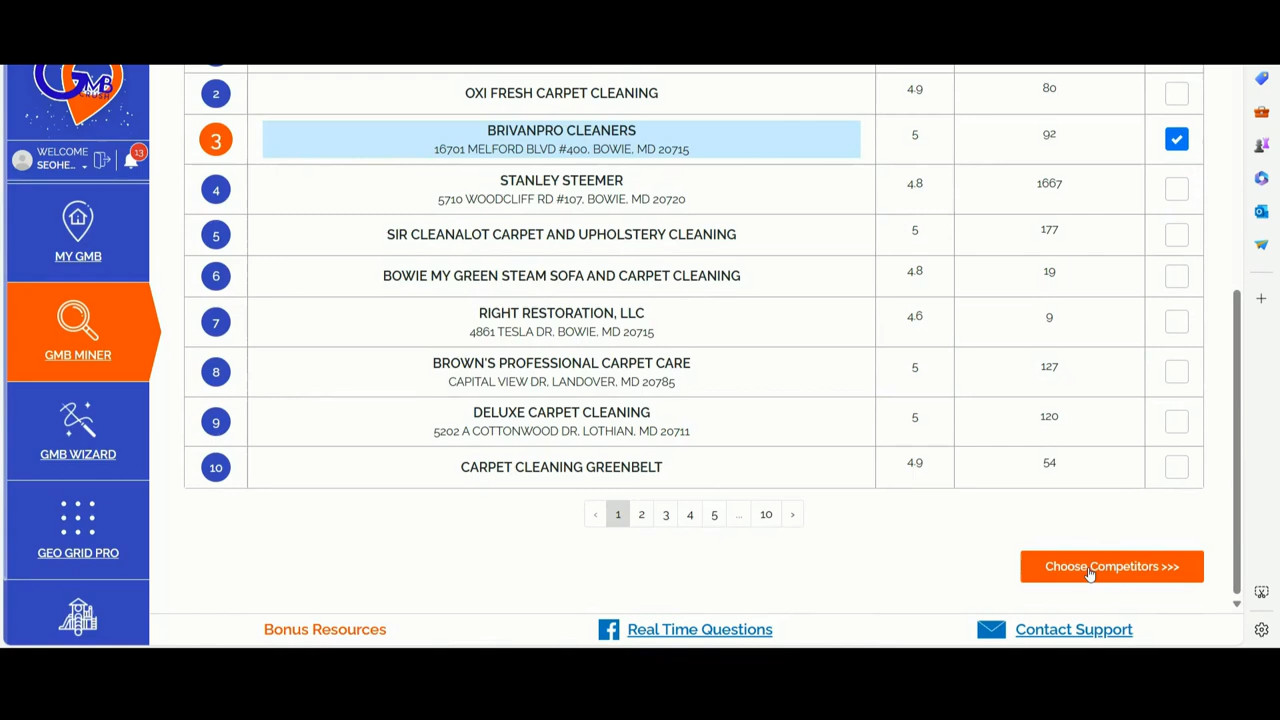 GMB
CRUSH
WELCOME
SEOHE...
13
MY GMB
GMB MINER
GMB WIZARD
GEO GRID PRO
2 OXI FRESH CARPET CLEANING 4.9 80
3 BRIVANPRO CLEANERS 5 92
16701 MELFORD BLVD #400, BOWIE, MD 20715
4 STANLEY STEEMER 4.8 1667
5710 WOODCLIFF RD #107, BOWIE, MD 20720
5 SIR CLEANALOT CARPET AND UPHOLSTERY CLEANING 5 177
6 BOWIE MY GREEN STEAM SOFA AND CARPET CLEANING 4.8 19
7 RIGHT RESTORATION, LLC 4.6 9
4861 TESLA DR, BOWIE, MD 20715
8 BROWN'S PROFESSIONAL CARPET CARE 5 127
CAPITAL VIEW DR, LANDOVER, MD 20785
9 DELUXE CARPET CLEANING 5 120
5202 A COTTONWOOD DR, LOTHIAN, MD 20711
10 CARPET CLEANING GREENBELT 4.9 54
‹ 1 2 3 4 5 ... 10 ›
Choose Competitors >>>
Bonus Resources Real Time Questions Contact Support